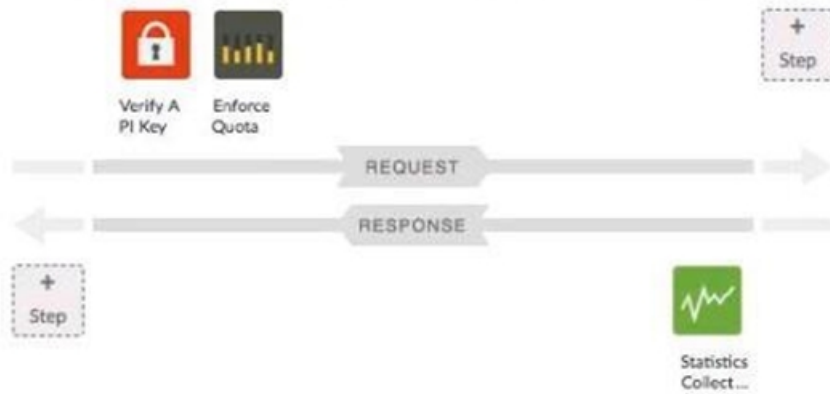 +
Step
Verify A
PI Key
Enforce
Quota
REQUEST
RESPONSE
+
Step
Statistics
Collect...